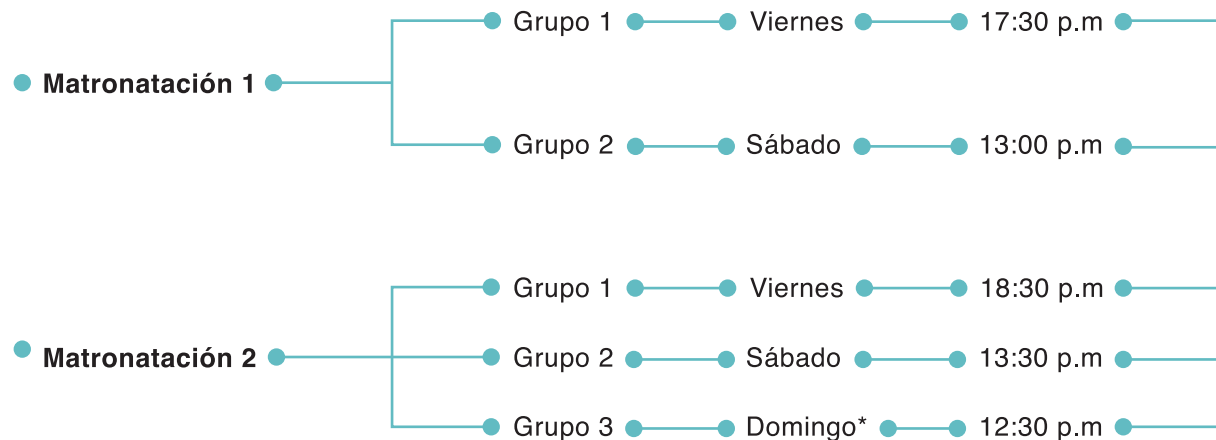 Grupo 1 Viernes 17:30 p.m
Matronatación 1
Grupo 2 Sábado 13:00 p.m
Grupo 1 Viernes 18:30 p.m
Matronatación 2 Grupo 2 Sábado 13:30 p.m
Grupo 3 Domingo* 12:30 p.m